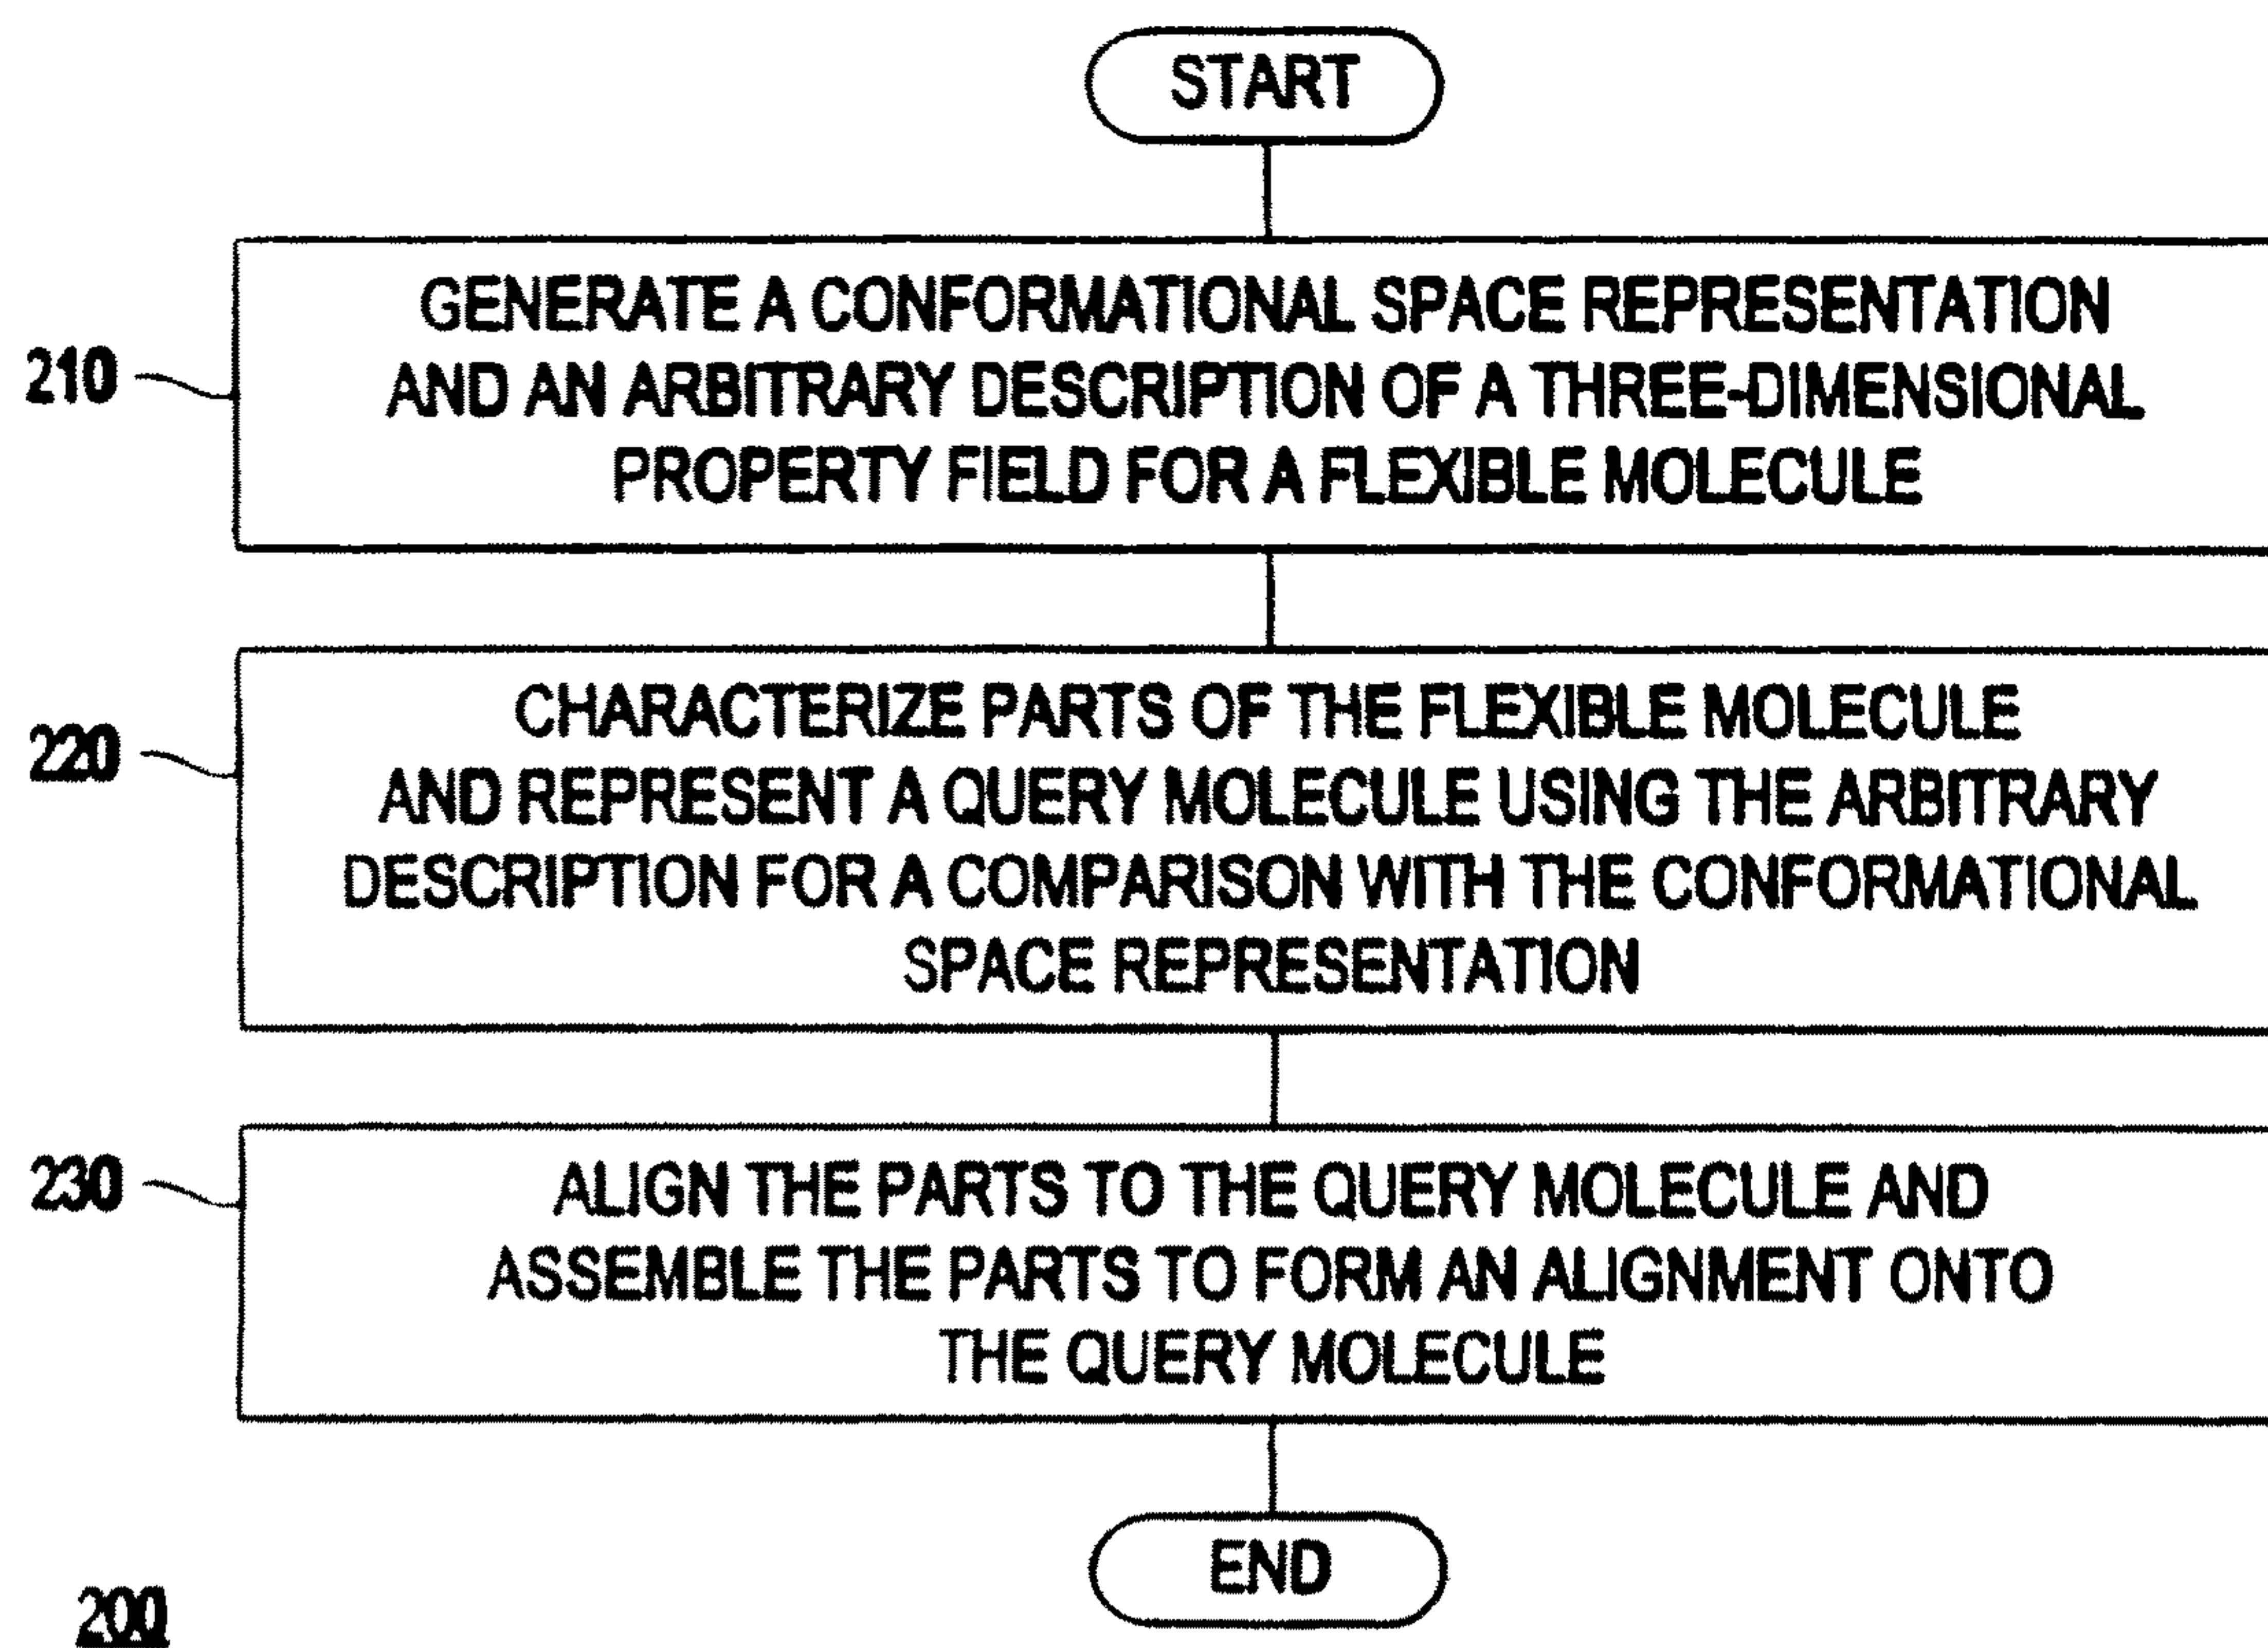 START
210
GENERATE A CONFORMATIONAL SPACE REPRESENTATION
AND AN ARBITRARY DESCRIPTION OF A THREE-DIMENSIONAL
PROPERTY FIELD FOR A FLEXIBLE MOLECULE
220
CHARACTERIZE PARTS OF THE FLEXIBLE MOLECULE
AND REPRESENT A QUERY MOLECULE USING THE ARBITRARY
DESCRIPTION FOR A COMPARISON WITH THE CONFORMATIONAL
SPACE REPRESENTATION
230
ALIGN THE PARTS TO THE QUERY MOLECULE AND
ASSEMBLE THE PARTS TO FORM AN ALIGNMENT ONTO
THE QUERY MOLECULE
END
200